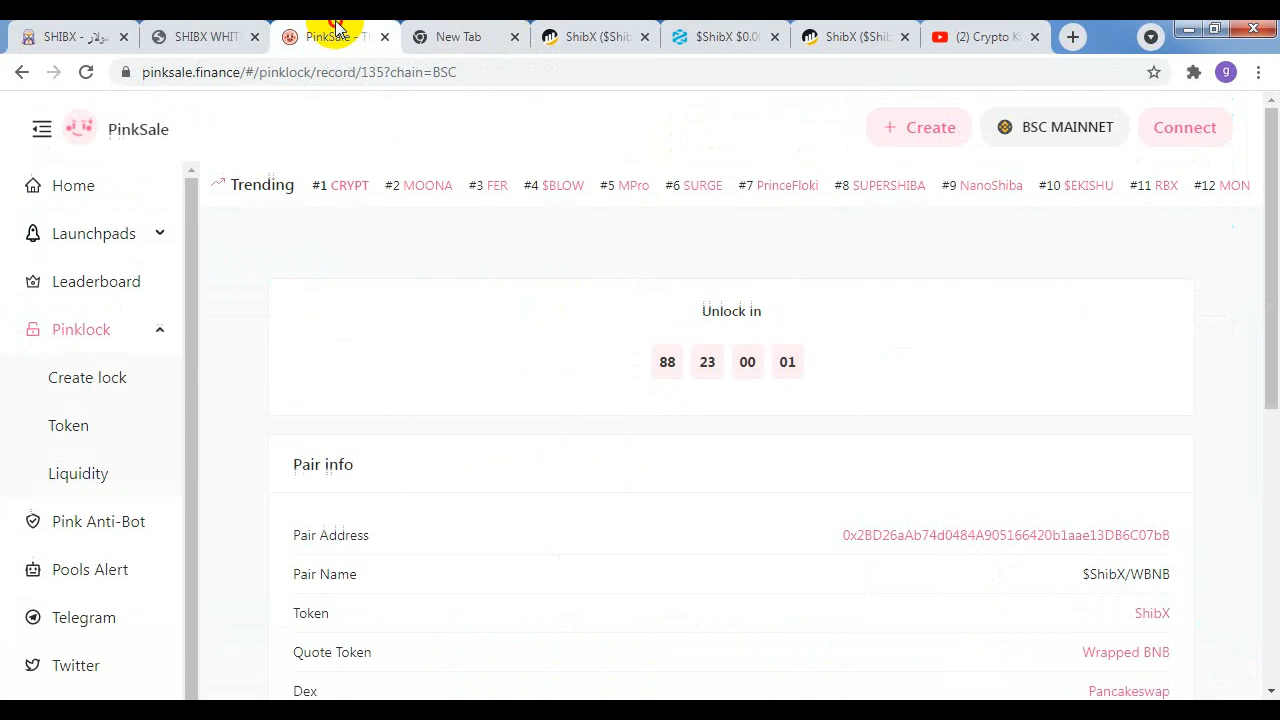 SHIBX - سولار
SHIBX WHIT
PinkSale - T
New Tab
ShibX ($Shib
$ShibX $0.00
ShibX ($Shib
(2) Crypto K
pinksale.finance/#/pinklock/record/135?chain=BSC
g
PinkSale
+ Create
BSC MAINNET
Connect
Trending
#1 CRYPT
#2 MOONA
#3 FER
#4 $BLOW
#5 MPro
#6 SURGE
#7 PrinceFloki
#8 SUPERSHIBA
#9 NanoShiba
#10 $EKISHU
#11 RBX
#12 MON
Home
Launchpads
Leaderboard
Pinklock
Create lock
Token
Liquidity
Pink Anti-Bot
Pools Alert
Telegram
Twitter
Unlock in
88 23 00 01
Pair info
Pair Address 0x2BD26aAb74d0484A905166420b1aae13DB6C07bB
Pair Name $ShibX/WBNB
Token ShibX
Quote Token Wrapped BNB
Dex Pancakeswap